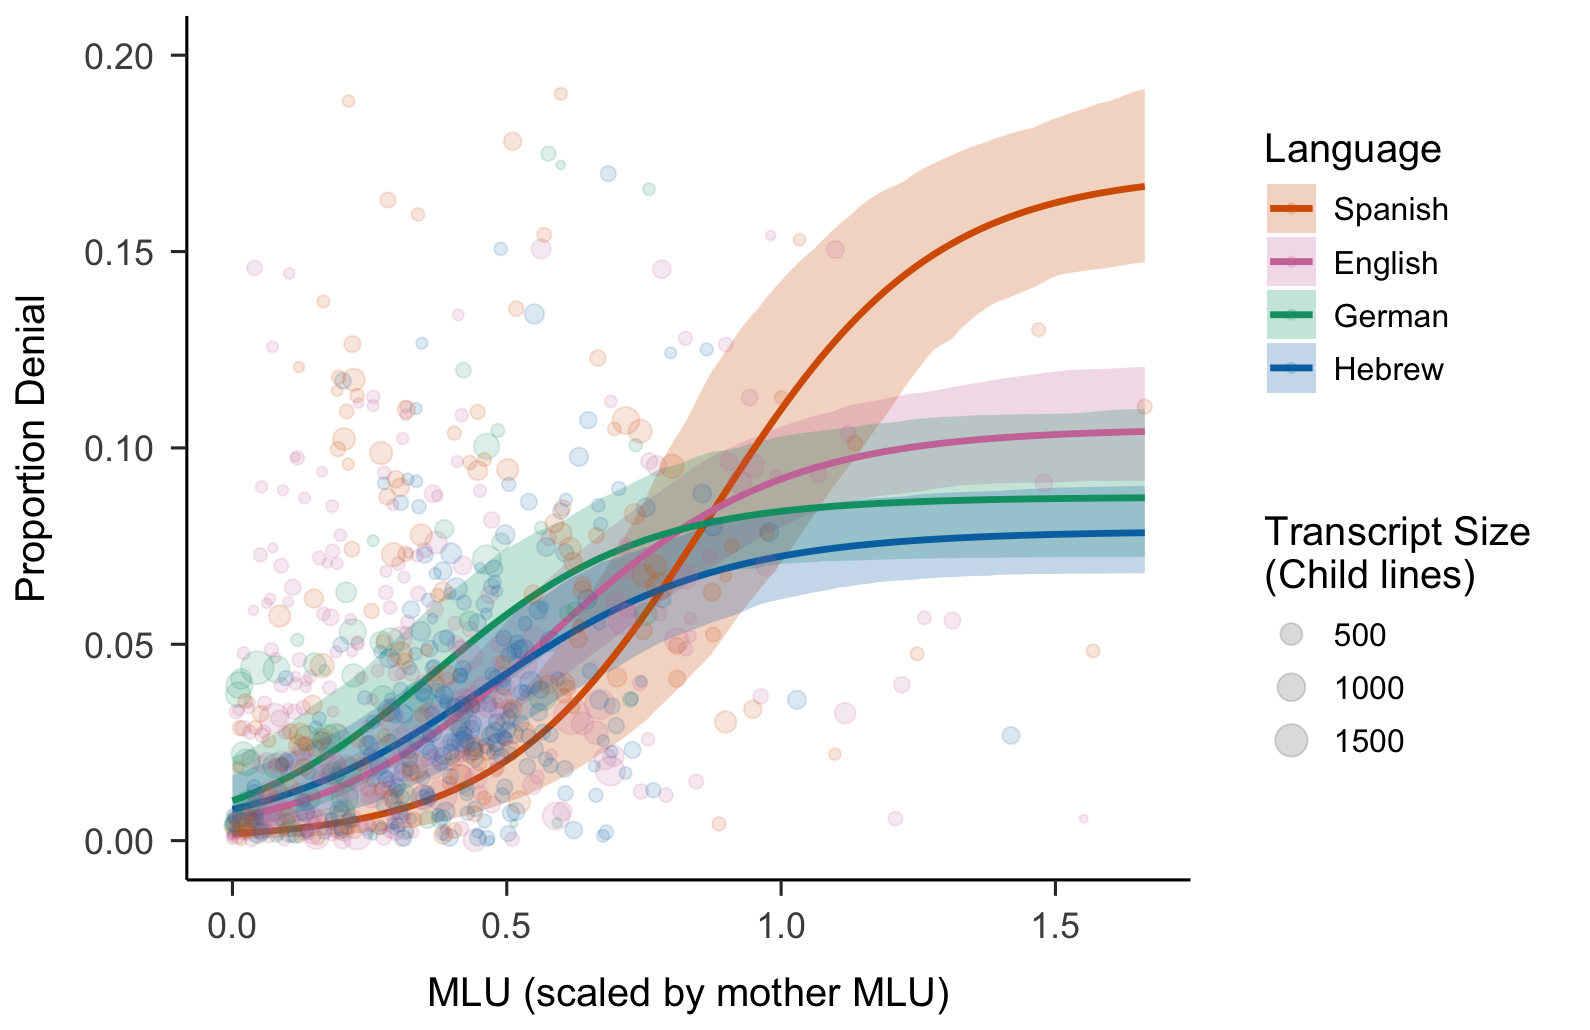 Proportion Denial
0.20
0.15
0.10
0.05
0.00
0.0
0.5
1.0
1.5
MLU (scaled by mother MLU)
Language
Spanish
English
German
Hebrew
Transcript Size
(Child lines)
500
1000
1500